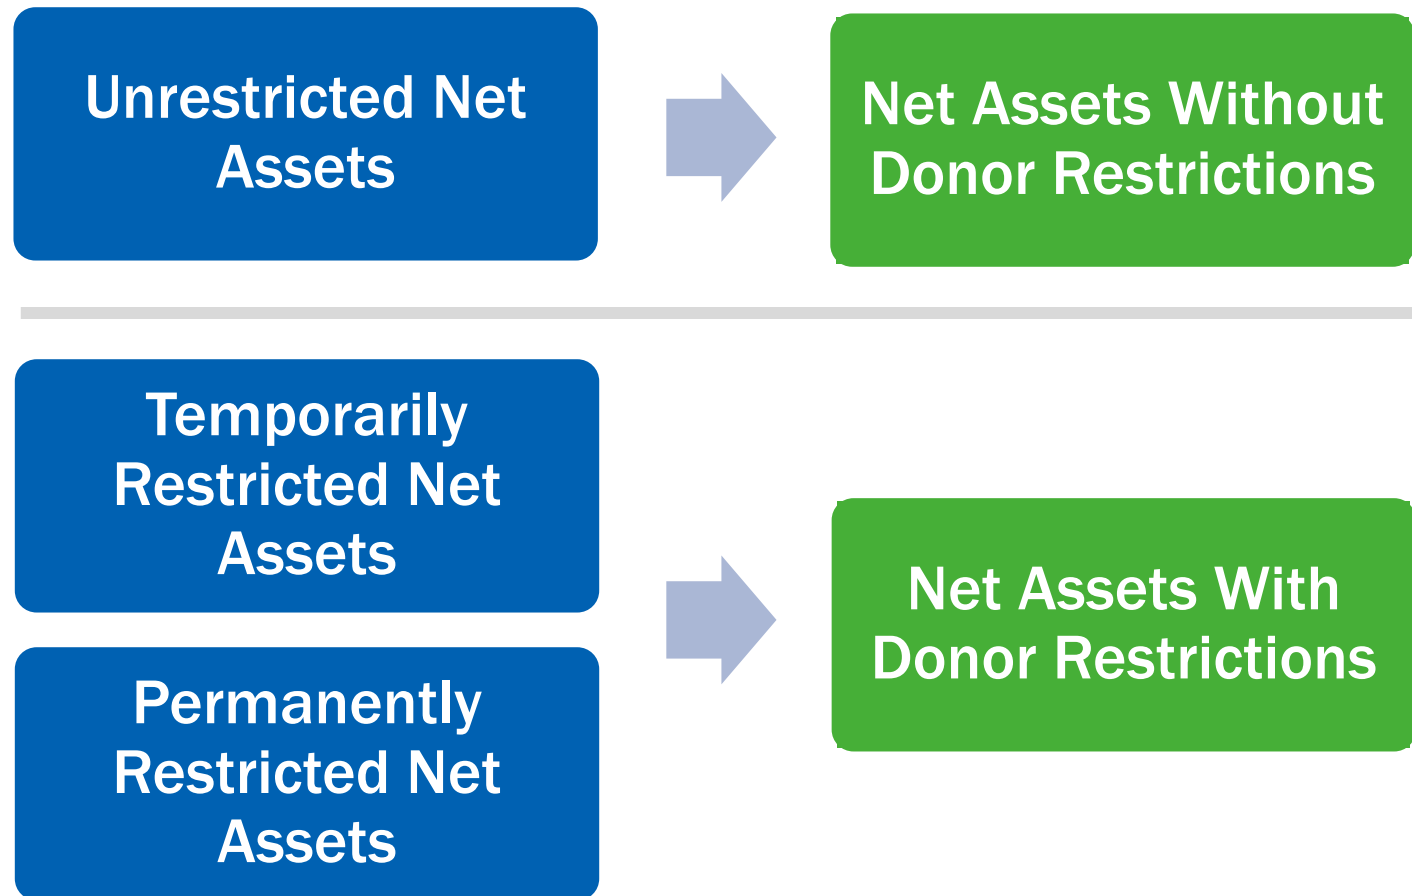 Unrestricted Net
Assets
Net Assets Without
Donor Restrictions
Temporarily
Restricted Net
Assets
Permanently
Restricted Net
Assets
Net Assets With
Donor Restrictions